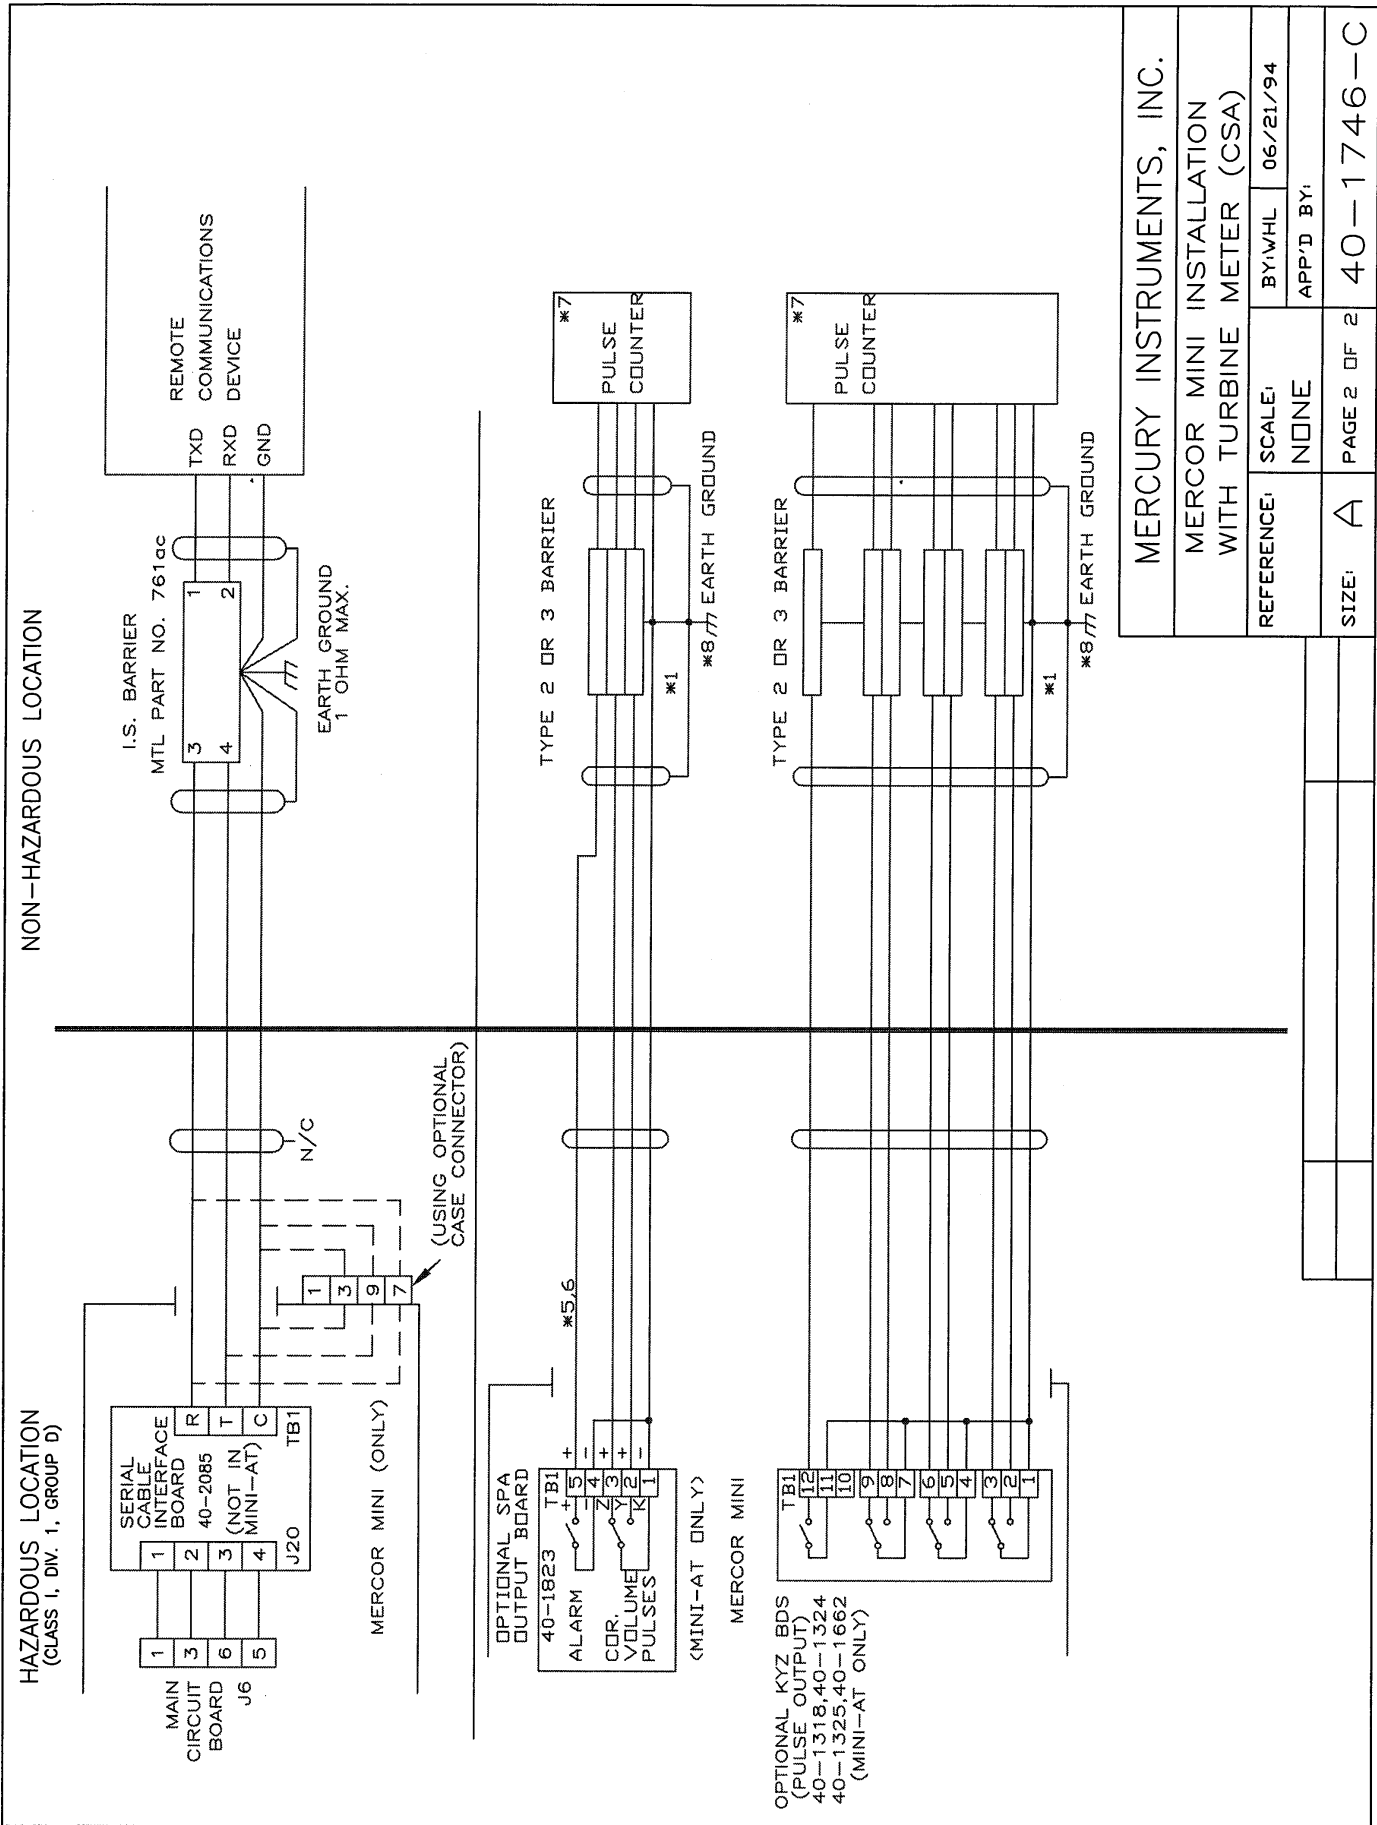 HAZARDOUS LOCATION
(CLASS I, DIV. 1, GROUP D)
NON-HAZARDOUS LOCATION
MAIN
CIRCUIT
BOARD
J6
1
3
6
5
1
2
3
4
J20
SERIAL
CABLE
INTERFACE
BOARD
40-2085
(NOT IN
MINI-AT)
R
T
C
TB1
MERCOR MINI (ONLY)
1
3
9
7
(USING OPTIONAL
CASE CONNECTOR)
N/C
I.S. BARRIER
MTL PART NO. 761ac
3
4
1
2
EARTH GROUND
1 OHM MAX.
TXD
RXD
GND
REMOTE
COMMUNICATIONS
DEVICE
OPTIONAL SPA
OUTPUT BOARD
40-1823
TB1
ALARM
COR.
VOLUME
PULSES
+
-
Z
Y
K
5
4
3
2
1
+
-
+
+
-
*5,6
(MINI-AT ONLY)
TYPE 2 OR 3 BARRIER
*1
*8
EARTH GROUND
*7
PULSE
COUNTER
MERCOR MINI
OPTIONAL KYZ BDS
(PULSE OUTPUT)
40-1318,40-1324
40-1325,40-1662
(MINI-AT ONLY)
TB1
12
11
10
9
8
7
6
5
4
3
2
1
TYPE 2 OR 3 BARRIER
*1
*8
EARTH GROUND
*7
PULSE
COUNTER
MERCURY INSTRUMENTS, INC.
MERCOR MINI INSTALLATION
WITH TURBINE METER (CSA)
REFERENCE:
SCALE:
NONE
BY:WHL
06/21/94
APP'D BY:
SIZE: A
PAGE 2 OF 2
40-1746-C